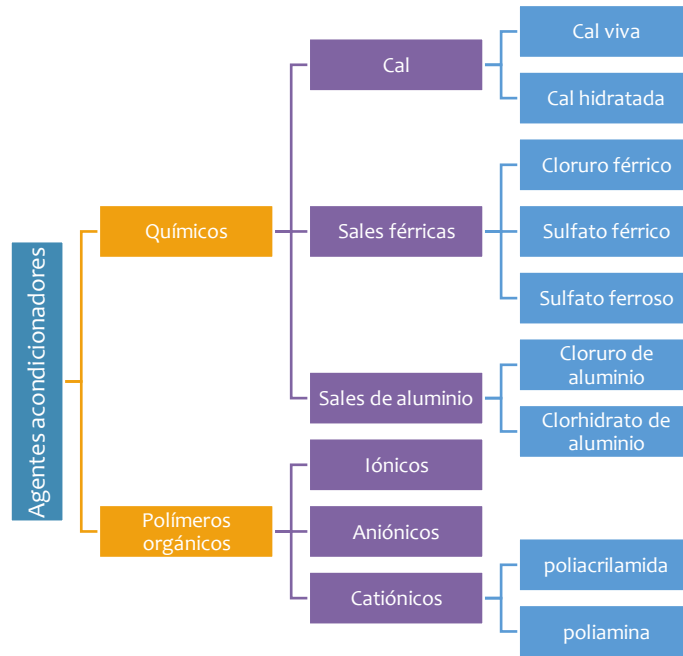 Agentes acondicionadores
Químicos
Cal
Cal viva
Cal hidratada
Sales férricas
Cloruro férrico
Sulfato férrico
Sulfato ferroso
Sales de aluminio
Cloruro de
aluminio
Clorhidrato de
aluminio
Polímeros
orgánicos
Iónicos
Aniónicos
Catiónicos
poliacrilamida
poliamina